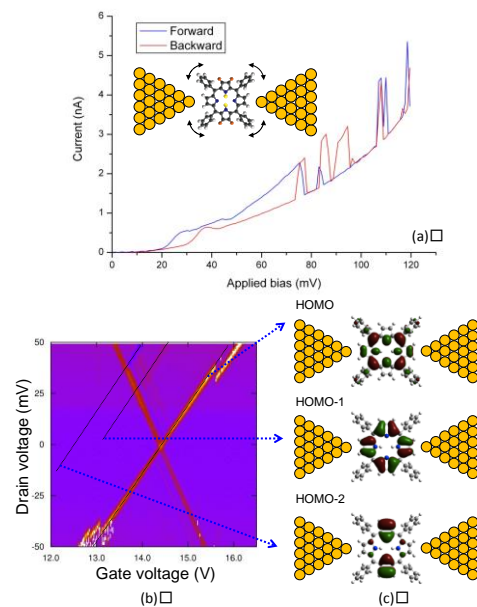 Forward
Backward
6
5
4
3
2
1
0
Current (nA)
(a)□
0 20 40 60 80 100 120
Applied bias (mV)
HOMO
50
25
0
-25
-50
Drain voltage (mV)
12.0 13.0 14.0 15.0 16.0
Gate voltage (V)
HOMO-1
HOMO-2
(b)□
(c)□